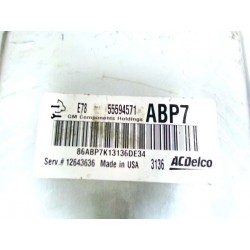 E78 55594571 ABP7
GM Components Holdings
86ABP7K13136DE34
Serv.# 12643636 Made in USA 3136 ACDelco